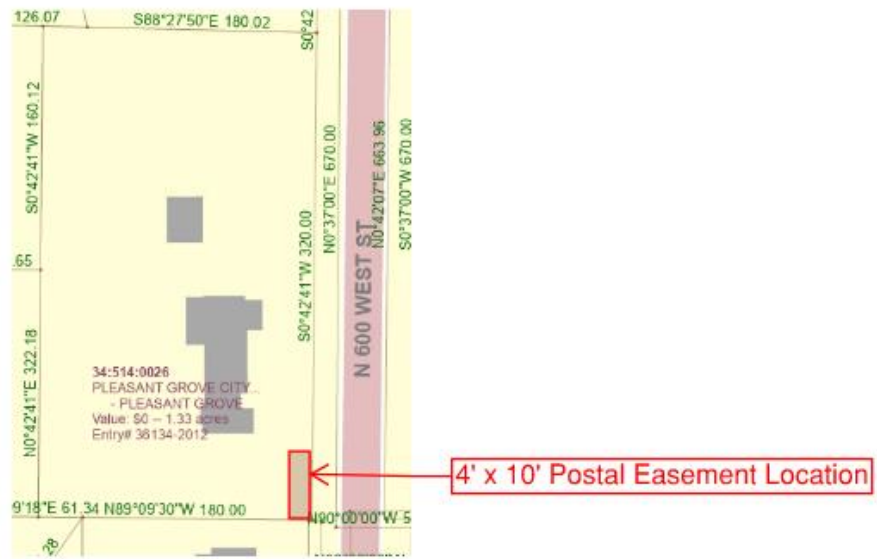 126.07
S88°27'50"E 180.02
S0°42
S0°42'41"W 160.12
N0°37'00"E 670.00
N0°42'07"E 663.96
S0°37'00"W 670.00
.65
S0°42'41"W 320.00
N 600 WEST ST
N0°42'41"E 322.18
34:514:0026
PLEASANT GROVE CITY...
- PLEASANT GROVE
Value: $0 -- 1.33 acres
Entry# 36134-2012
4' x 10' Postal Easement Location
9'18"E 61.34 N89°09'30"W 180.00
N90°00'00"W 5
28